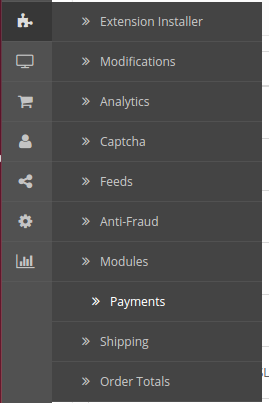 Extension Installer
Modifications
Analytics
Captcha
Feeds
Anti-Fraud
Modules
Payments
Shipping
Order Totals